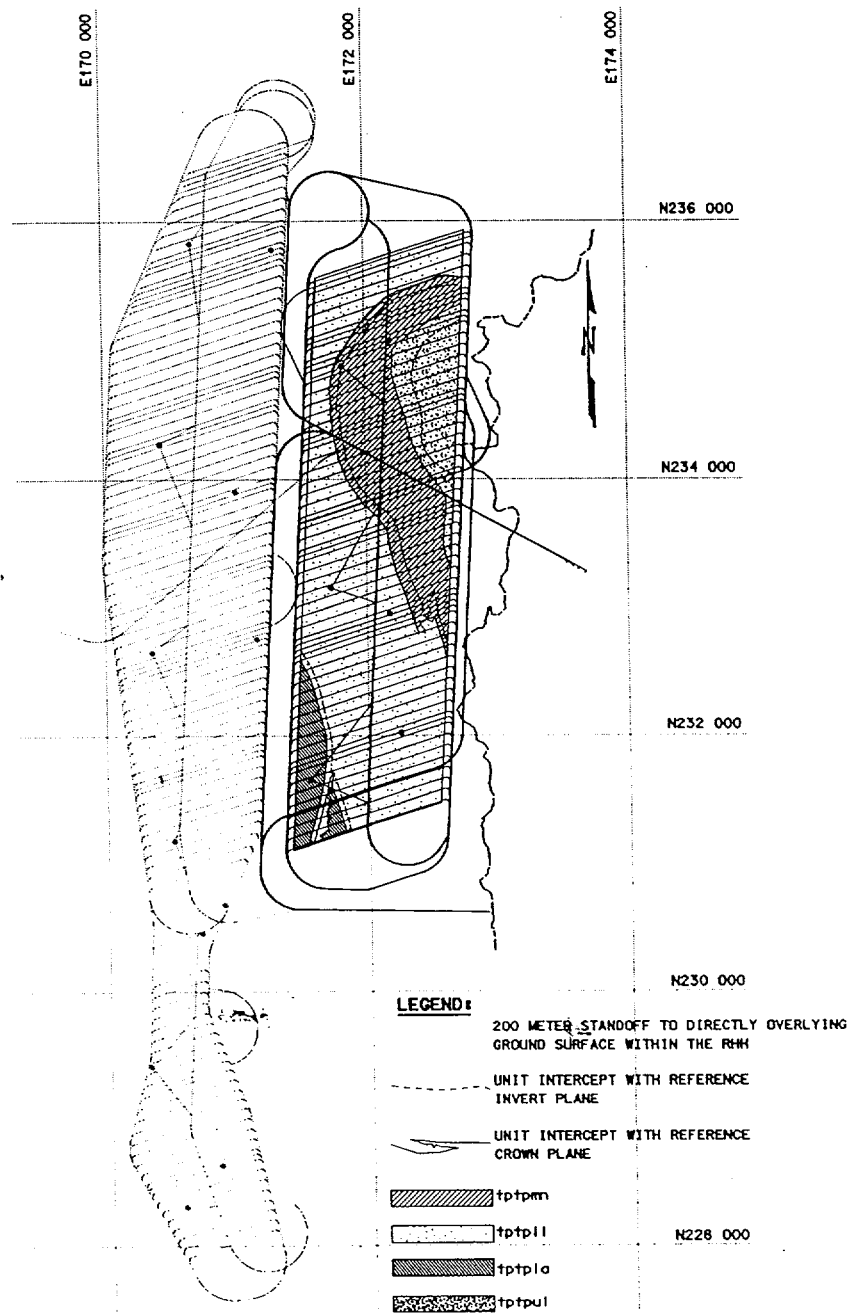 E170 000
E172 000
E174 000
N236 000
N
N234 000
N232 000
N230 000
LEGEND:
200 METER STANDOFF TO DIRECTLY OVERLYING
GROUND SURFACE WITHIN THE RHH
UNIT INTERCEPT WITH REFERENCE
INVERT PLANE
UNIT INTERCEPT WITH REFERENCE
CROWN PLANE
tptpmn
tptpll
N228 000
tptpln
tptpul